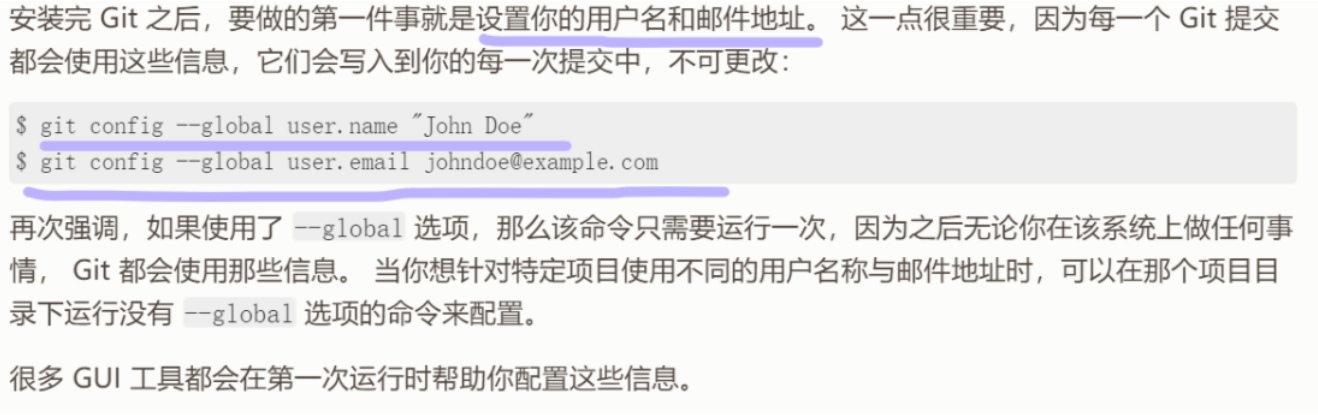 安装完 Git 之后，要做的第一件事就是设置你的用户名和邮件地址。 这一点很重要，因为每一个 Git 提交
都会使用这些信息，它们会写入到你的每一次提交中，不可更改：
$ git config --global user.name "John Doe"
$ git config --global user.email johndoe@example.com
再次强调，如果使用了 --global 选项，那么该命令只需要运行一次，因为之后无论你在该系统上做任何事
情， Git 都会使用那些信息。 当你想针对特定项目使用不同的用户名称与邮件地址时，可以在那个项目目
录下运行没有 --global 选项的命令来配置。
很多 GUI 工具都会在第一次运行时帮助你配置这些信息。